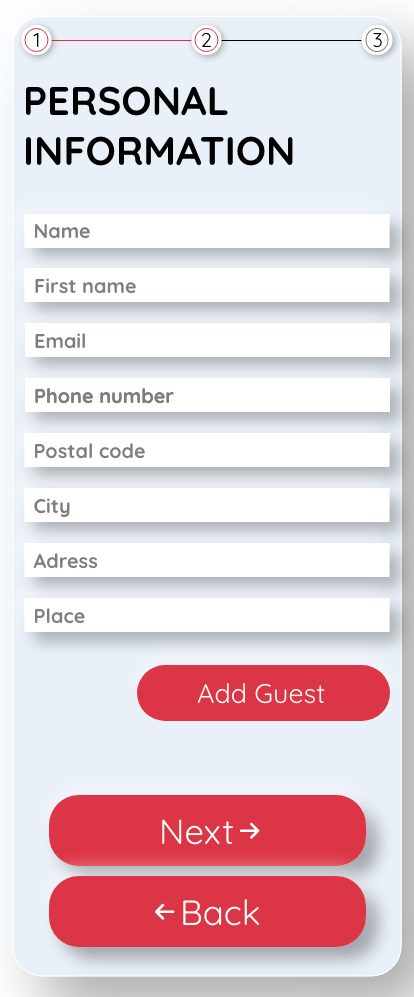 1 2 3
PERSONAL
INFORMATION
Name
First name
Email
Phone number
Postal code
City
Adress
Place
Add Guest
Next →
← Back